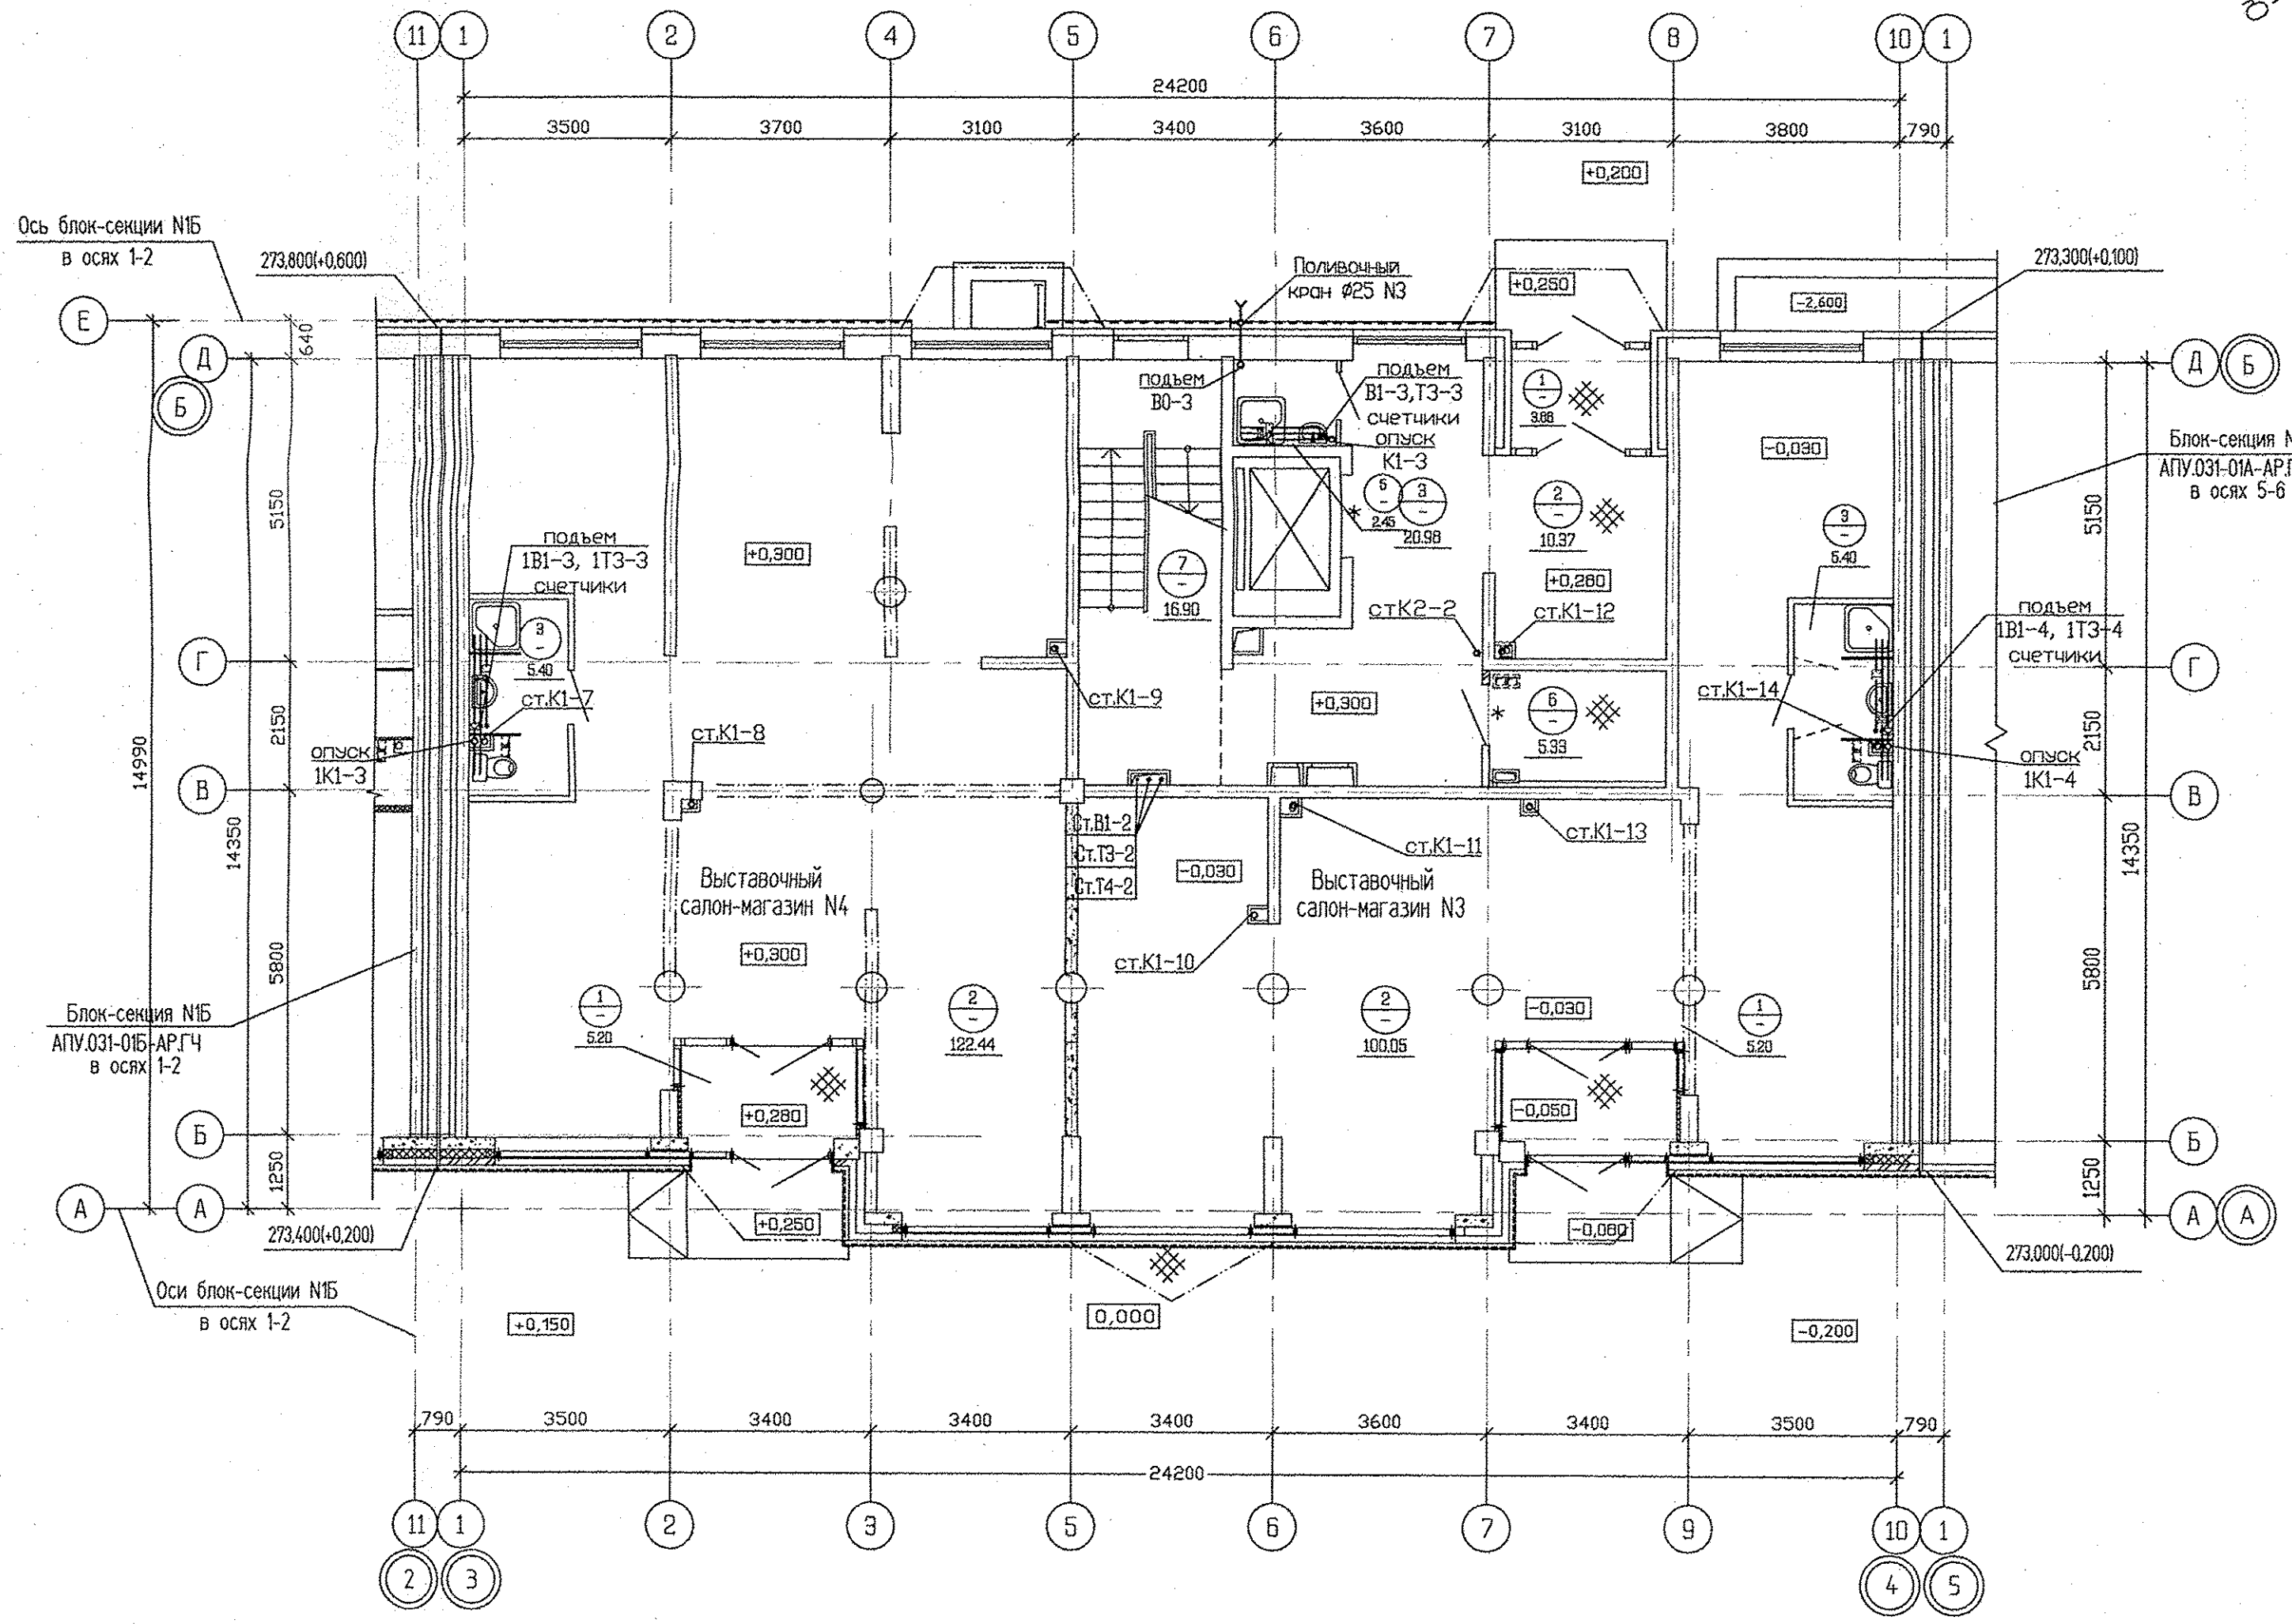 11 1 2 4 5 6 7 8 10 1
24200
3500 3700 3100 3400 3600 3100 3800 790
+0,200
Ось блок-секции N1Б
в осях 1-2
273,800(+0,600)
Поливочный
кран Ø25 N3
+0,250
-2,600
273,300(+0,100)
Е
640
Д
Б
Д Б
подъем
В0-3
подъем
В1-3,Т3-3
счетчики
опуск
К1-3
1
-
3.88
-0,030
Блок-секция N
АПУ.031-01А-АР.Г
в осях 5-6
5150
5150
подъем
1В1-3, 1Т3-3
счетчики
+0,300
7
-
16.90
-
2.45
3
-
20.98
2
-
10.37
+0,280
3
-
5.40
3
-
5.40
стК2-2
ст.К1-12
подъем
1В1-4, 1Т3-4
счетчики
Г
Г
ст.К1-7
ст.К1-9
+0,300
6
-
5.33
ст.К1-14
2150
2150
14990
опуск
1К1-3
ст.К1-8
опуск
1К1-4
В
В
14350
14350
Ст.В1-2
Ст.Т3-2
Ст.Т4-2
ст.К1-11
ст.К1-13
-0,030
Выставочный
салон-магазин N4
Выставочный
салон-магазин N3
+0,300
ст.К1-10
5800
5800
1
-
5.20
2
-
122.44
2
-
100.05
-0,030
1
-
5.20
Блок-секция N1Б
АПУ.031-01Б-АР.ГЧ
в осях 1-2
+0,280
-0,050
Б
Б
1250
1250
А А
А А
+0,250
-0,080
273,400(+0,200)
273,000(-0,200)
Оси блок-секции N1Б
в осях 1-2
+0,150
0,000
-0,200
790 3500 3400 3400 3400 3600 3400 3500 790
24200
11 1 2 3 5 6 7 9 10 1
2 3 4 5